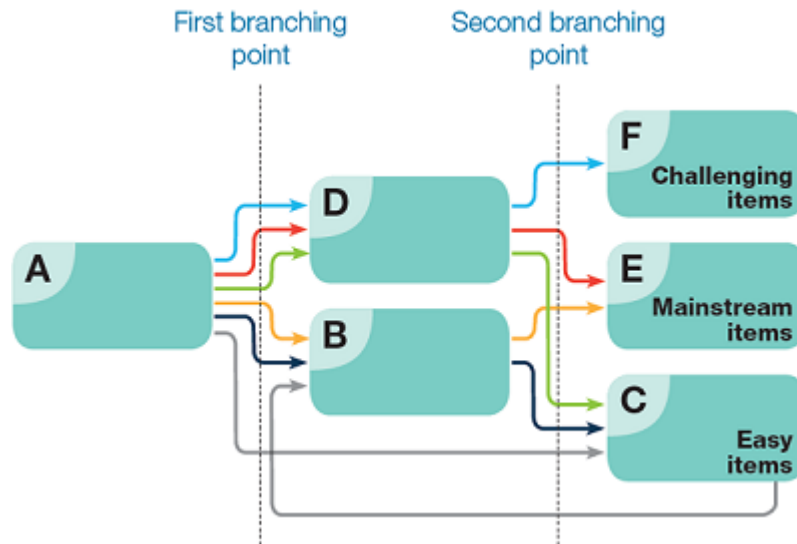 First branching
point
Second branching
point
A
D
B
F
Challenging
items
E
Mainstream
items
C
Easy
items